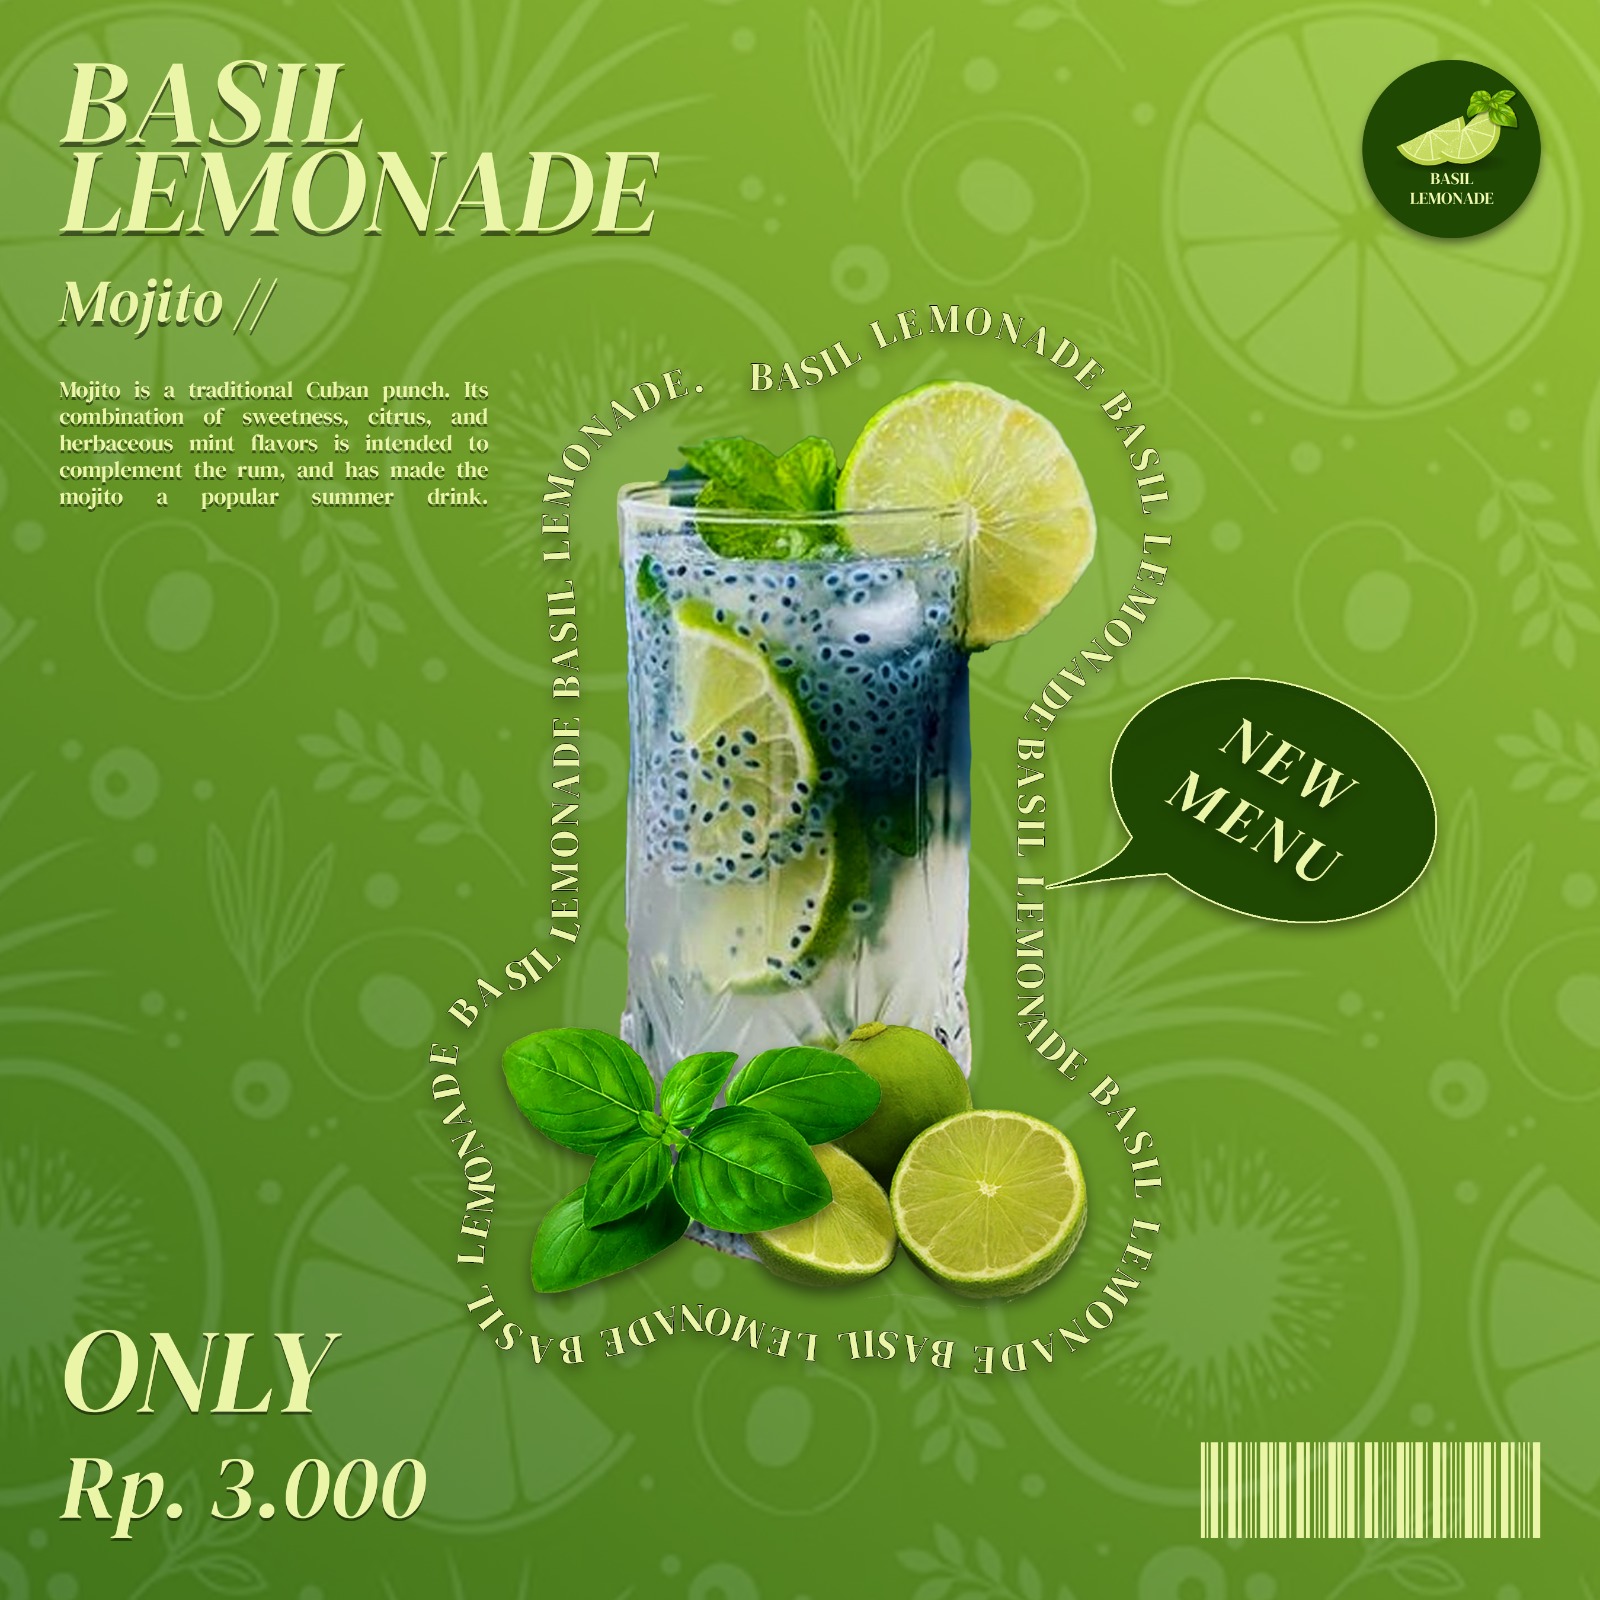 BASIL
LEMONADE
BASIL
LEMONADE
Mojito //
Mojito is a traditional Cuban punch. Its
combination of sweetness, citrus, and
herbaceous mint flavors is intended to
complement the rum, and has made the
mojito a popular summer drink.
BASIL LEMONADE BASIL LEMONADE BASIL LEMONADE BASIL LEMONADE BASIL LEMONADE BASIL LEMONADE BASIL LEMONADE BASIL LEMONADE.
NEW
MENU
ONLY
Rp. 3.000